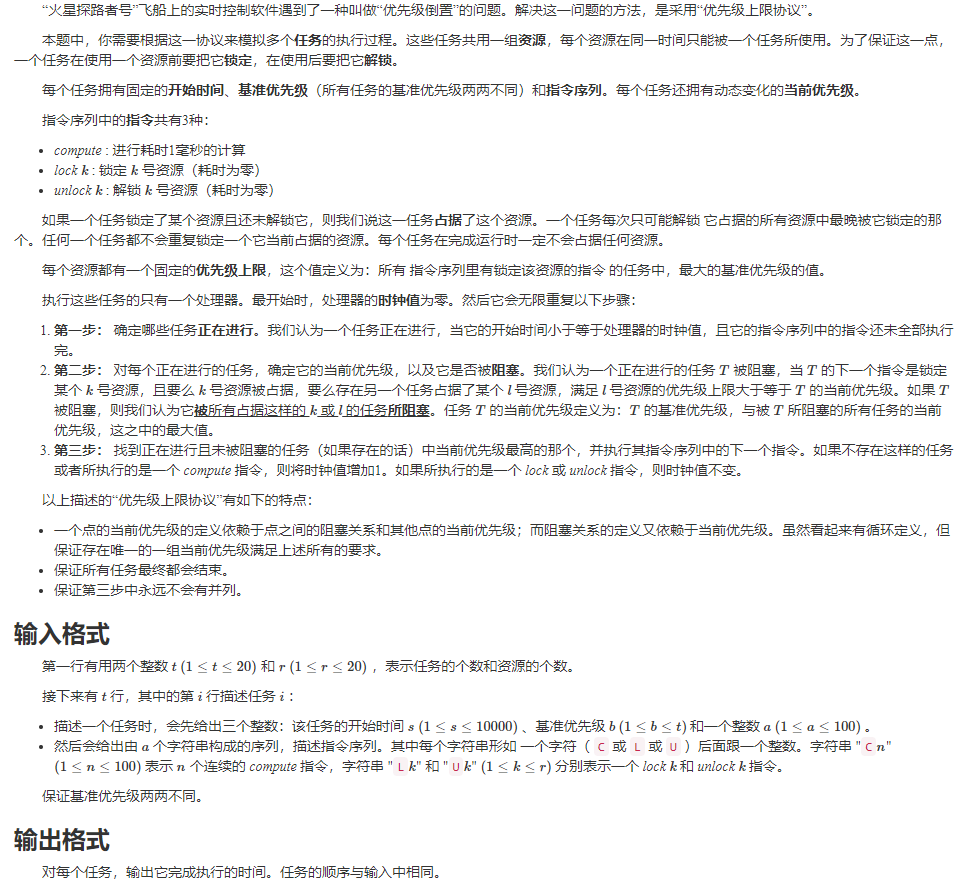 “火星探路者号”飞船上的实时控制软件遇到了一种叫做“优先级倒置”的问题。解决这一问题的方法，是采用“优先级上限协议”。
本题中，你需要根据这一协议来模拟多个任务的执行过程。这些任务共用一组资源，每个资源在同一时间只能被一个任务所使用。为了保证这一点，
一个任务在使用一个资源前要把它锁定，在使用后要把它解锁。
每个任务拥有固定的开始时间、基准优先级（所有任务的基准优先级两两不同）和指令序列。每个任务还拥有动态变化的当前优先级。
指令序列中的指令共有3种：
• compute : 进行耗时1毫秒的计算
• lock k : 锁定 k 号资源（耗时为零）
• unlock k : 解锁 k 号资源（耗时为零）
如果一个任务锁定了某个资源且还未解锁它，则我们说这一任务占据了这个资源。一个任务每次只可能解锁 它占据的所有资源中最晚被它锁定的那
个。任何一个任务都不会重复锁定一个它当前占据的资源。每个任务在完成运行时一定不会占据任何资源。
每个资源都有一个固定的优先级上限，这个值定义为：所有 指令序列里有锁定该资源的指令 的任务中，最大的基准优先级的值。
执行这些任务的只有一个处理器。最开始时，处理器的时钟值为零。然后它会无限重复以下步骤：
1. 第一步： 确定哪些任务正在进行。我们认为一个任务正在进行，当它的开始时间小于等于处理器的时钟值，且它的指令序列中的指令还未全部执行
完。
2. 第二步： 对每个正在进行的任务，确定它的当前优先级，以及它是否被阻塞。我们认为一个正在进行的任务 T 被阻塞，当 T 的下一个指令是锁定
某个 k 号资源，且要么 k 号资源被占据，要么存在另一个任务占据了某个 l 号资源，满足 l 号资源的优先级上限大于等于 T 的当前优先级。如果 T
被阻塞，则我们认为它被所有占据这样的 k 或 l 的任务所阻塞。任务 T 的当前优先级定义为：T 的基准优先级，与被 T 所阻塞的所有任务的当前
优先级，这之中的最大值。
3. 第三步： 找到正在进行且未被阻塞的任务（如果存在的话）中当前优先级最高的那个，并执行其指令序列中的下一个指令。如果不存在这样的任务
或者所执行的是一个 compute 指令，则将时钟值增加1。如果所执行的是一个 lock 或 unlock 指令，则时钟值不变。
以上描述的“优先级上限协议”有如下的特点：
• 一个点的当前优先级的定义依赖于点之间的阻塞关系和其他点的当前优先级；而阻塞关系的定义又依赖于当前优先级。虽然看起来有循环定义，但
保证存在唯一的一组当前优先级满足上述所有的要求。
• 保证所有任务最终都会结束。
• 保证第三步中永远不会有并列。
输入格式
第一行有用两个整数 t (1 ≤ t ≤ 20) 和 r (1 ≤ r ≤ 20) ，表示任务的个数和资源的个数。
接下来有 t 行，其中的第 i 行描述任务 i：
• 描述一个任务时，会先给出三个整数：该任务的开始时间 s (1 ≤ s ≤ 10000) 、基准优先级 b (1 ≤ b ≤ t) 和一个整数 a (1 ≤ a ≤ 100) 。
• 然后会给出由 a 个字符串构成的序列，描述指令序列。其中每个字符串形如 一个字符（ C 或 L 或 U ）后面跟一个整数。字符串 " C n"
(1 ≤ n ≤ 100) 表示 n 个连续的 compute 指令，字符串 " L k" 和 " U k" (1 ≤ k ≤ r) 分别表示一个 lock k 和 unlock k 指令。
保证基准优先级两两不同。
输出格式
对每个任务，输出它完成执行的时间。任务的顺序与输入中相同。